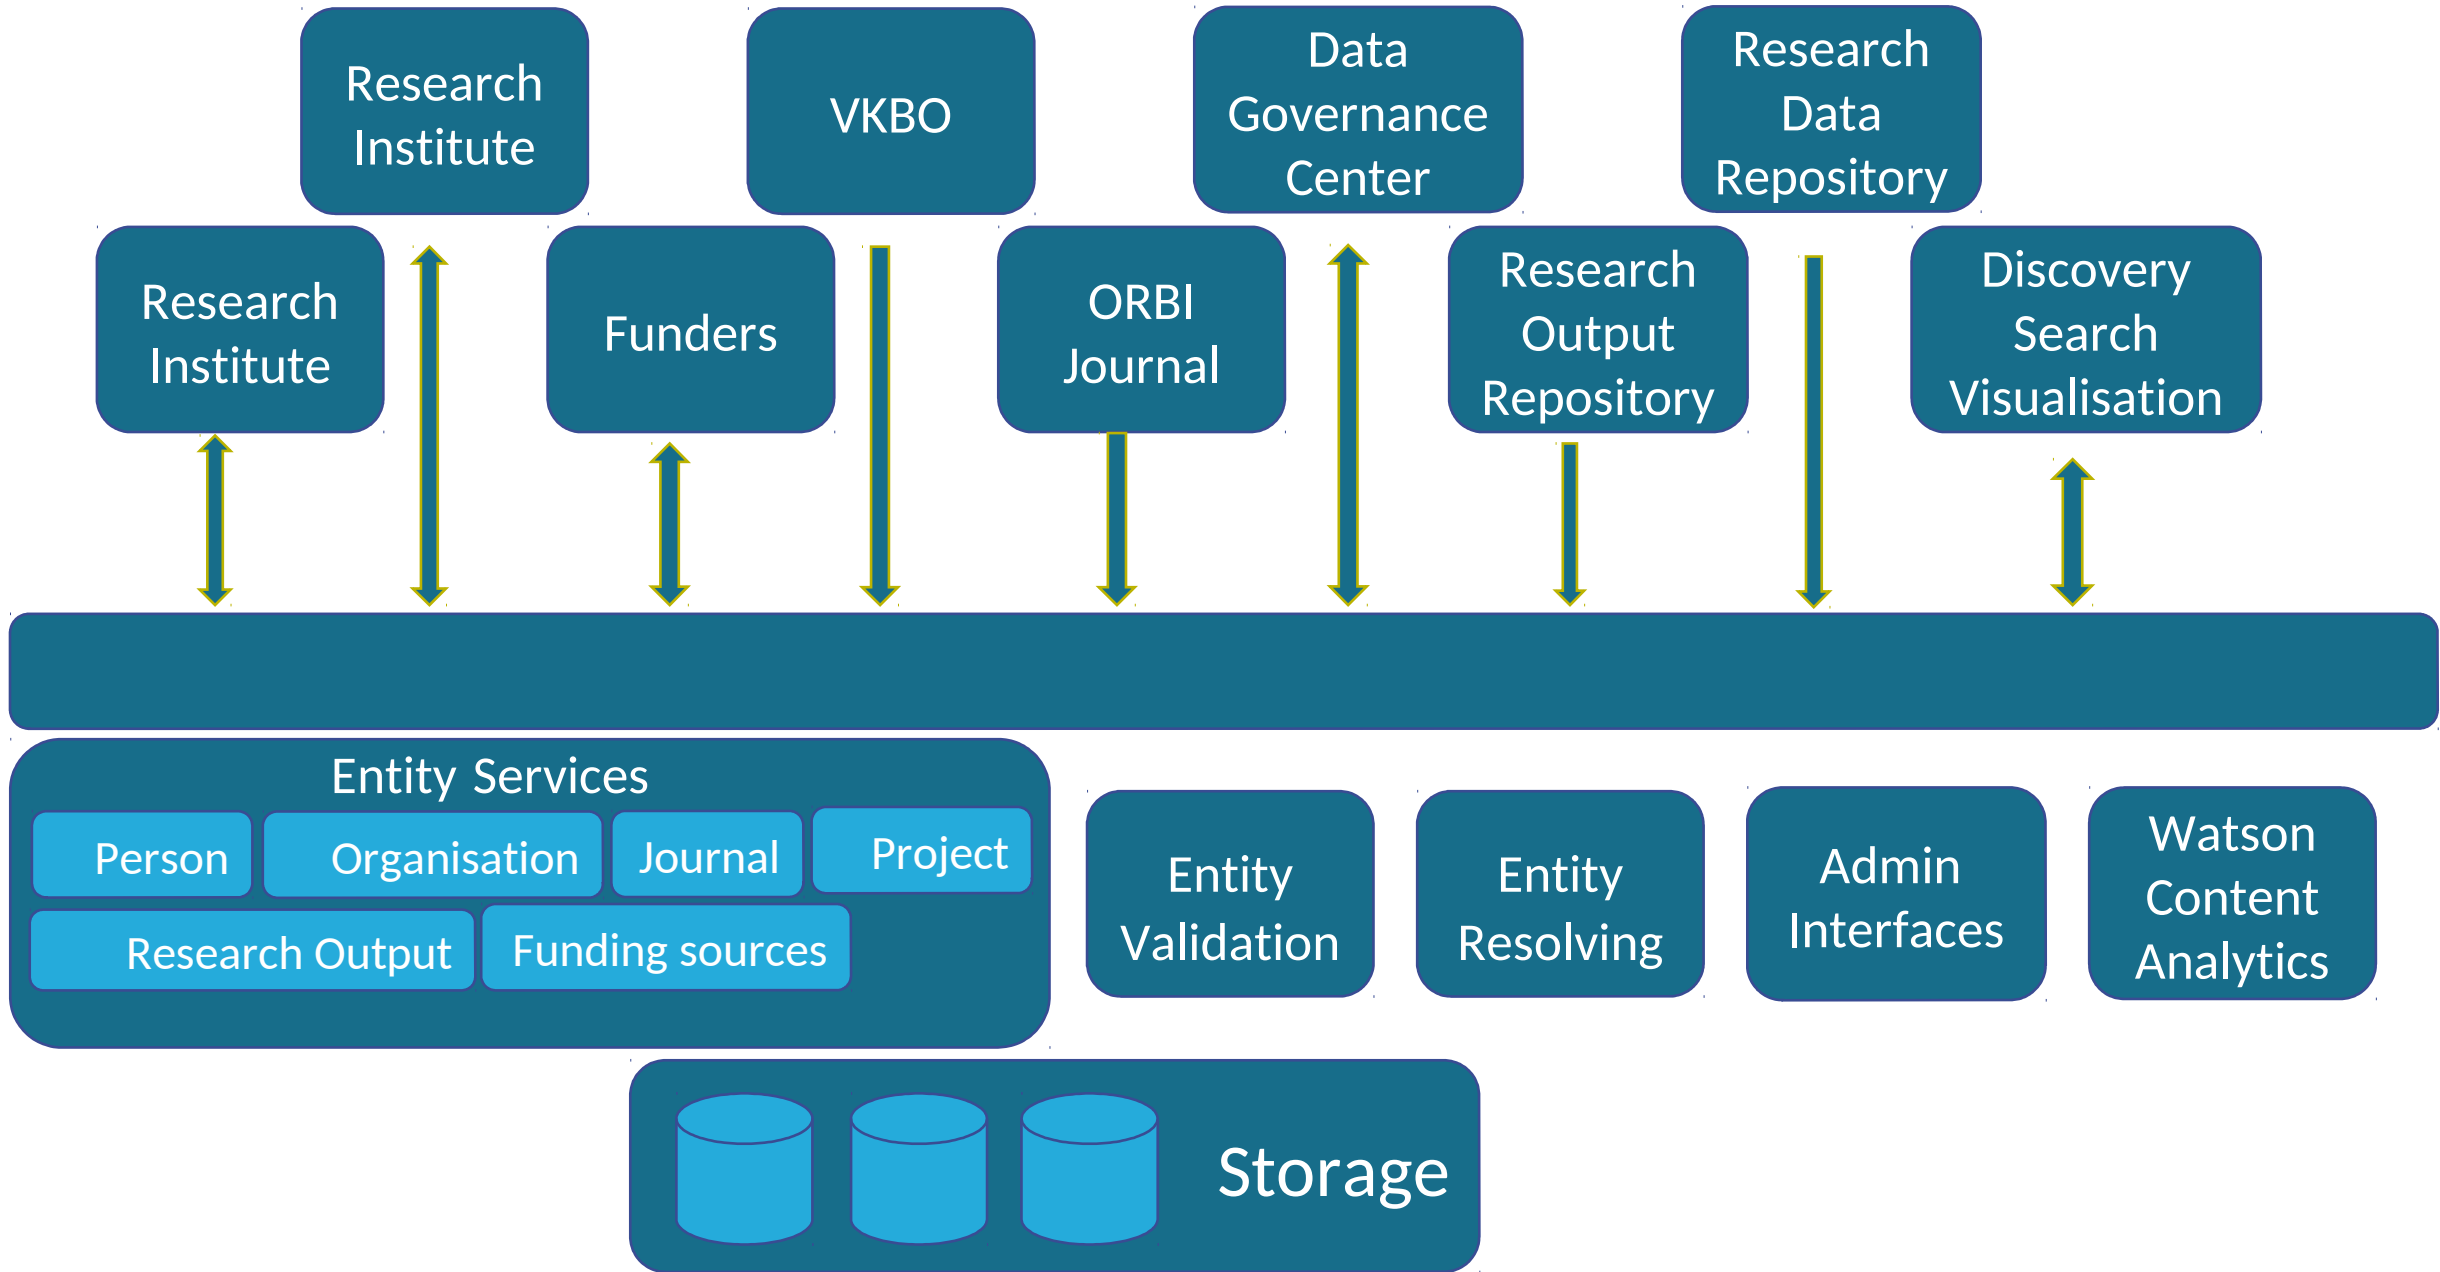 Research
Institute
VKBO
Data
Governance
Center
Research
Data
Repository
Research
Institute
Funders
ORBI
Journal
Research
Output
Repository
Discovery
Search
Visualisation
Entity Services
Person
Organisation
Journal
Project
Research Output
Funding sources
Entity
Validation
Entity
Resolving
Admin
Interfaces
Watson
Content
Analytics
Storage